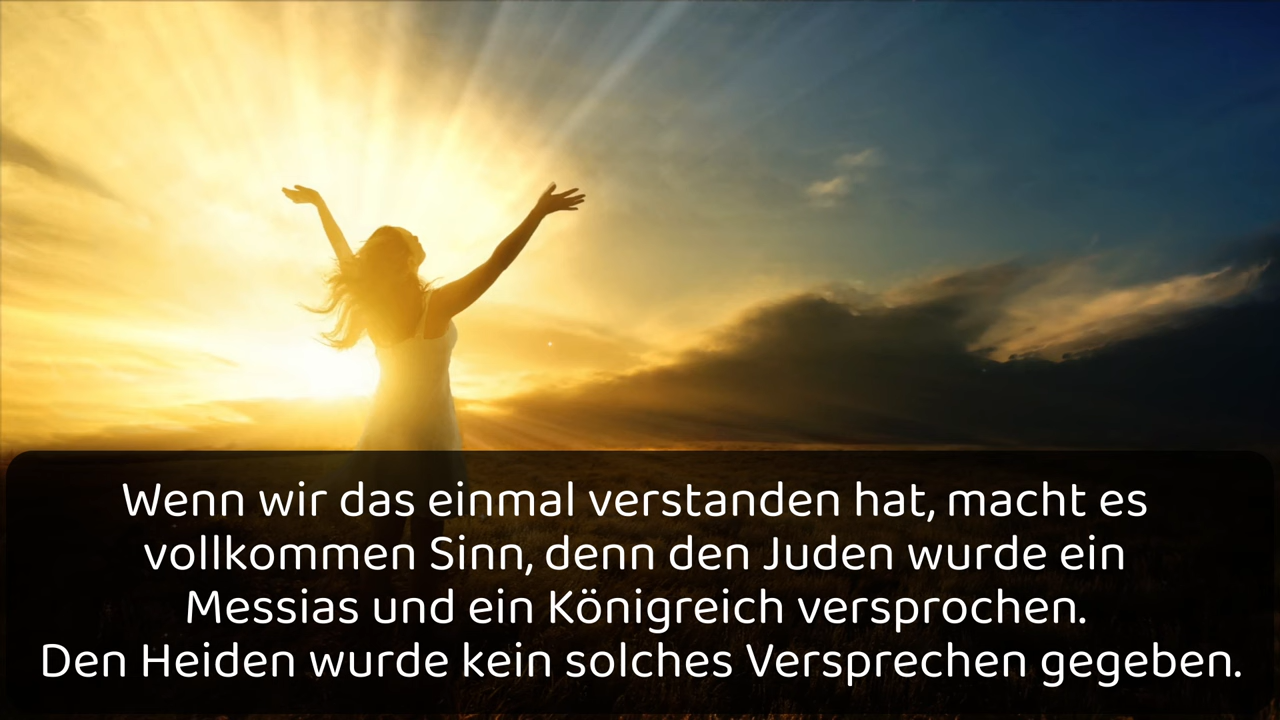 Wenn wir das einmal verstanden hat, macht es
vollkommen Sinn, denn den Juden wurde ein
Messias und ein Königreich versprochen.
Den Heiden wurde kein solches Versprechen gegeben.